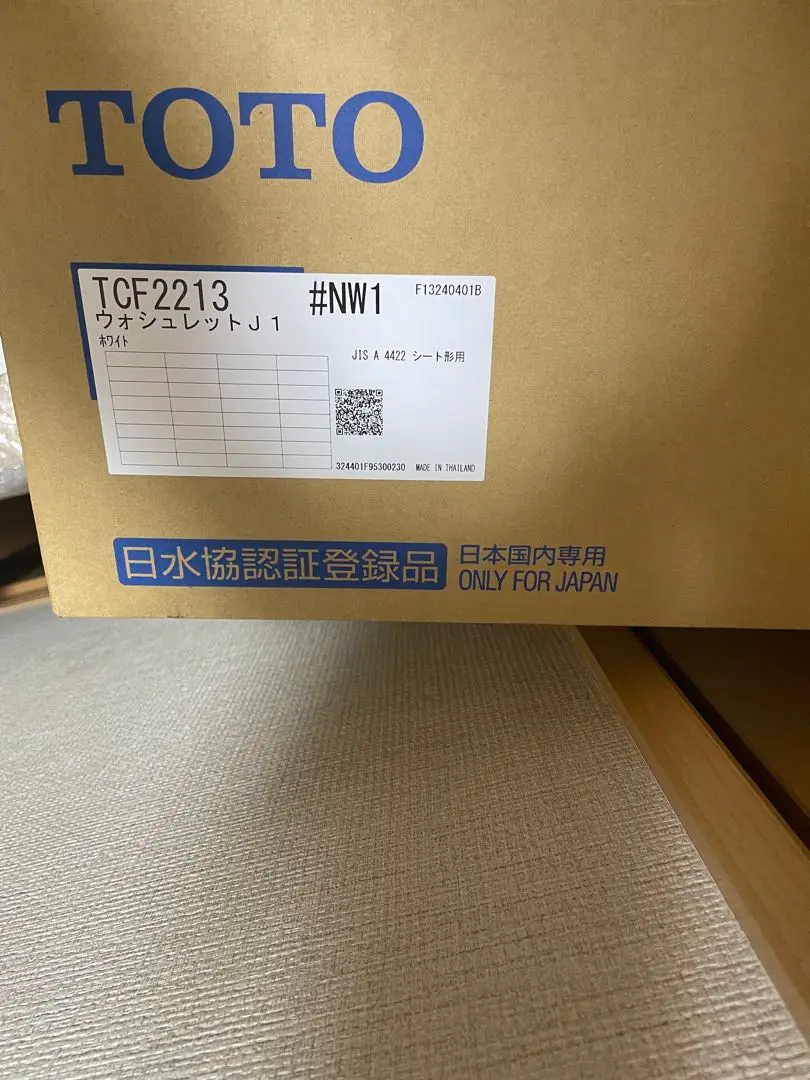 TOTO
TCF2213 #NW1 F13240401B
ウォシュレットJ1
ホワイト
JIS A 4422 シート形用
324401F95300230 MADE IN THAILAND
日水協認証登録品
日本国内専用
ONLY FOR JAPAN